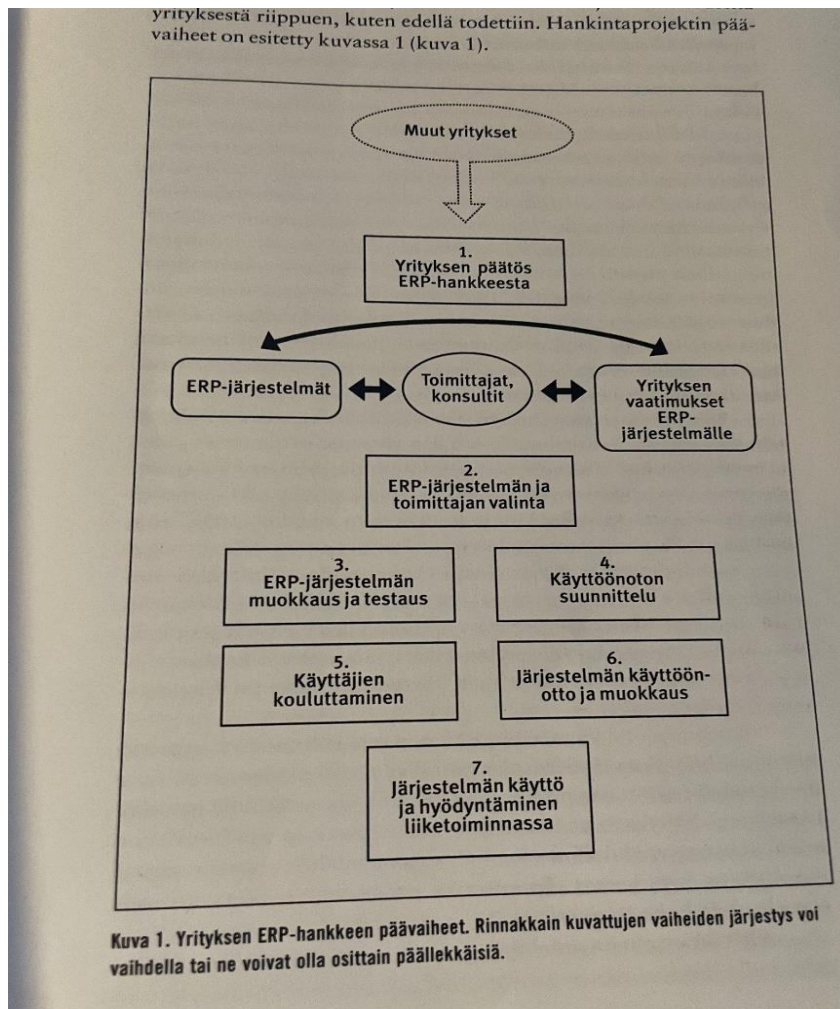 yrityksestä riippuen, kuten edellä todettiin. Hankintaprojektin pää-
vaiheet on esitetty kuvassa 1 (kuva 1).
Muut yritykset
1.
Yrityksen päätös
ERP-hankkeesta
ERP-järjestelmät
Toimittajat,
konsultit
Yrityksen
vaatimukset
ERP-
järjestelmälle
2.
ERP-järjestelmän ja
toimittajan valinta
3.
ERP-järjestelmän
muokkaus ja testaus
4.
Käyttöönoton
suunnittelu
5.
Käyttäjien
kouluttaminen
6.
Järjestelmän käyttöön-
otto ja muokkaus
7.
Järjestelmän käyttö
ja hyödyntäminen
liiketoiminnassa
Kuva 1. Yrityksen ERP-hankkeen päävaiheet. Rinnakkain kuvattujen vaiheiden järjestys voi
vaihdella tai ne voivat olla osittain päällekkäisiä.